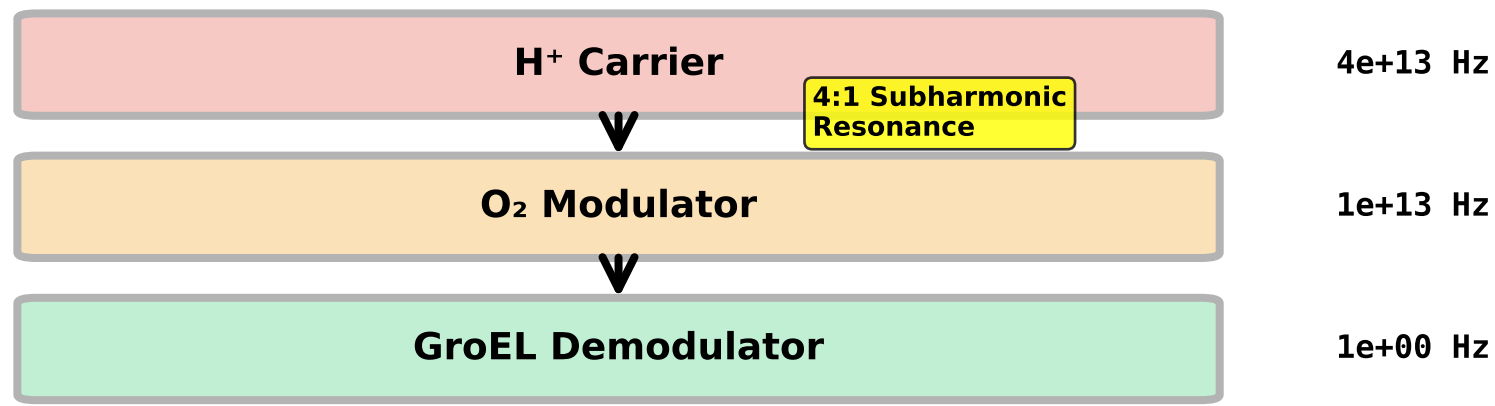 H⁺ Carrier
4e+13 Hz
4:1 Subharmonic
Resonance
O₂ Modulator
1e+13 Hz
GroEL Demodulator
1e+00 Hz